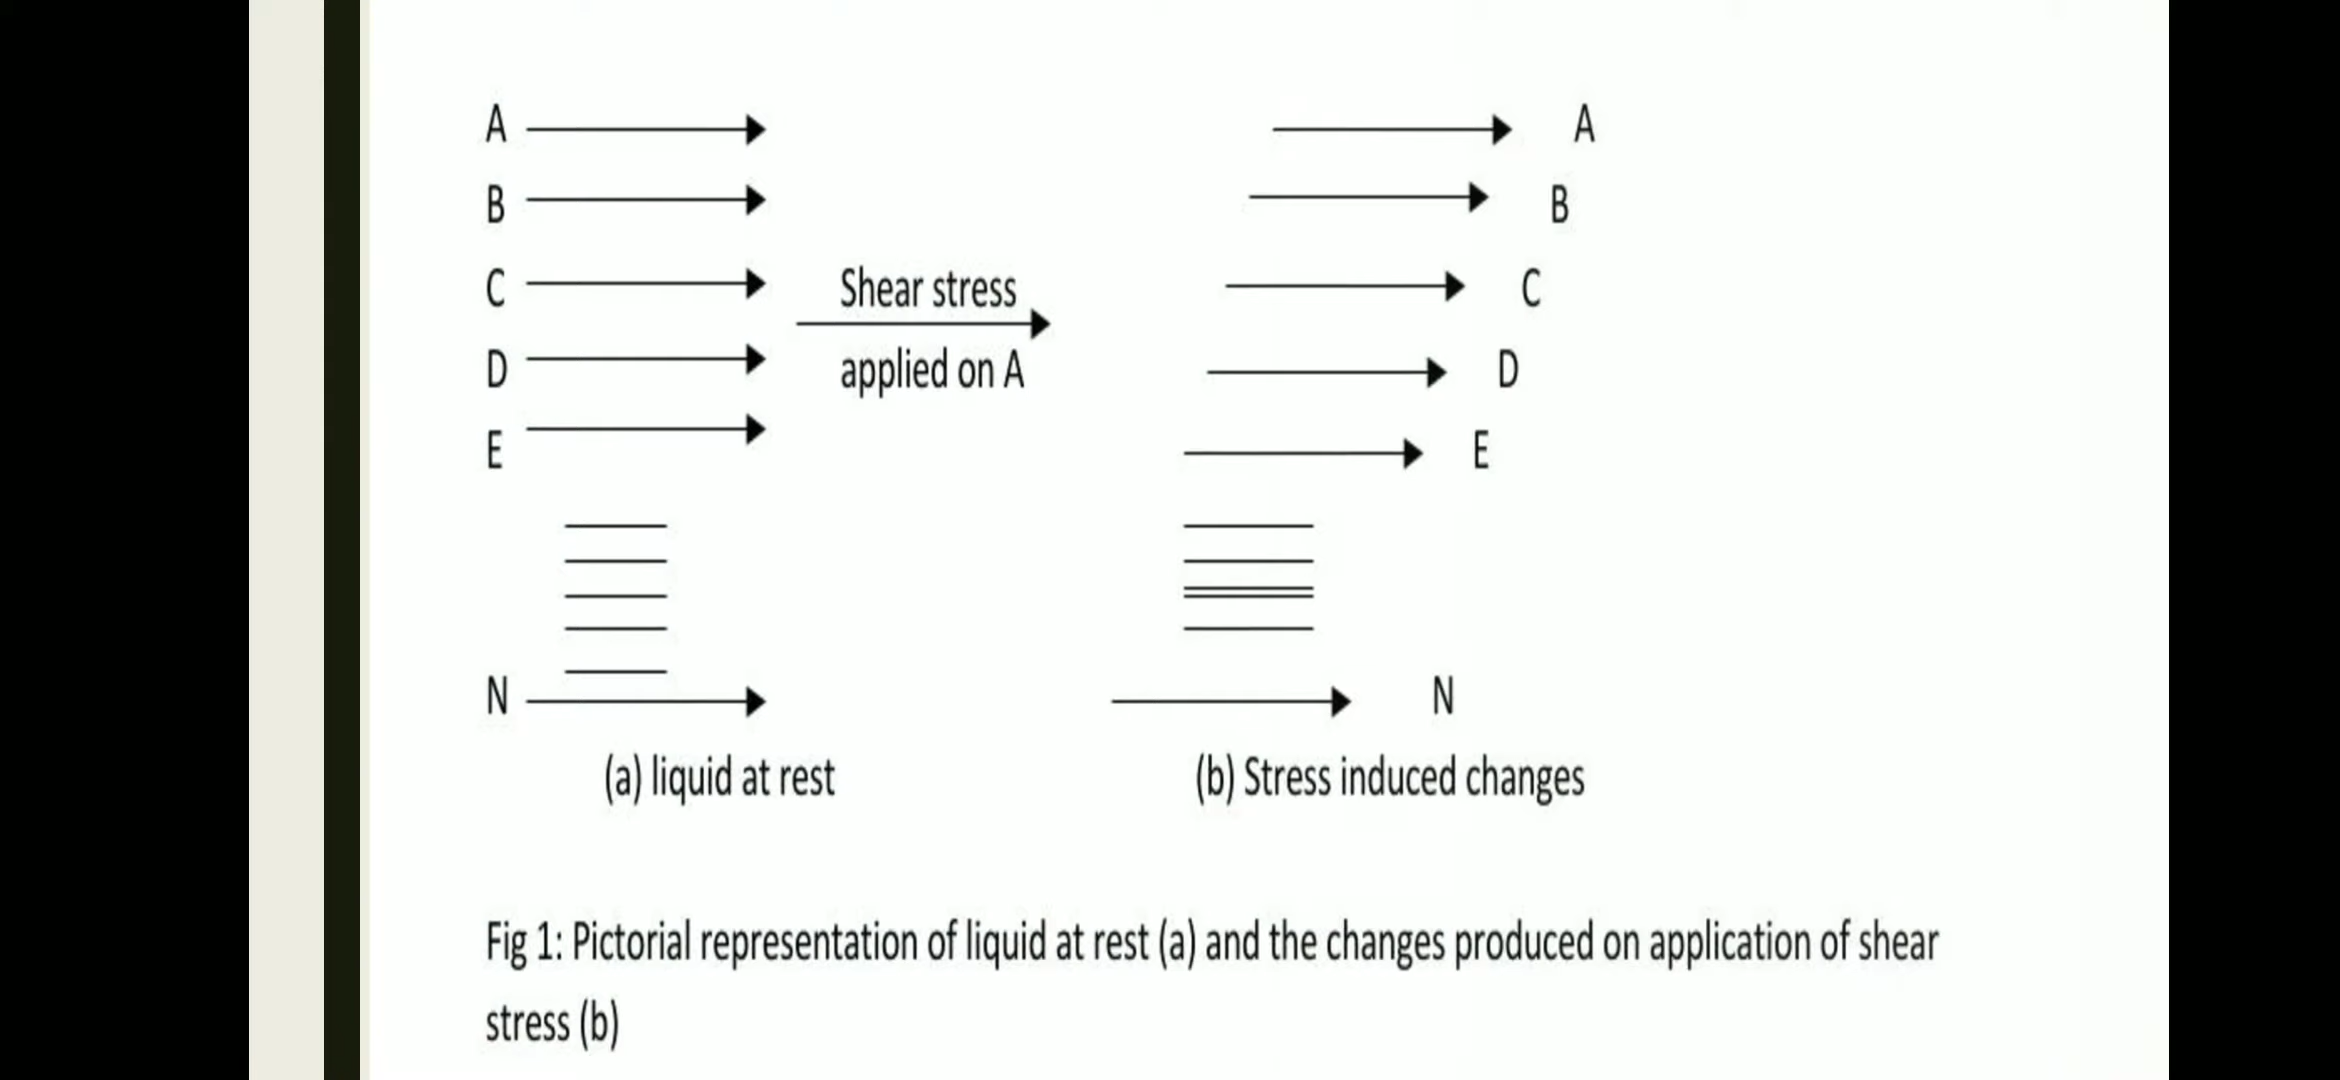 A
B
C
D
E
N
Shear stress
applied on A
A
B
C
D
E
N
(a) liquid at rest
(b) Stress induced changes
Fig 1: Pictorial representation of liquid at rest (a) and the changes produced on application of shear
stress (b)